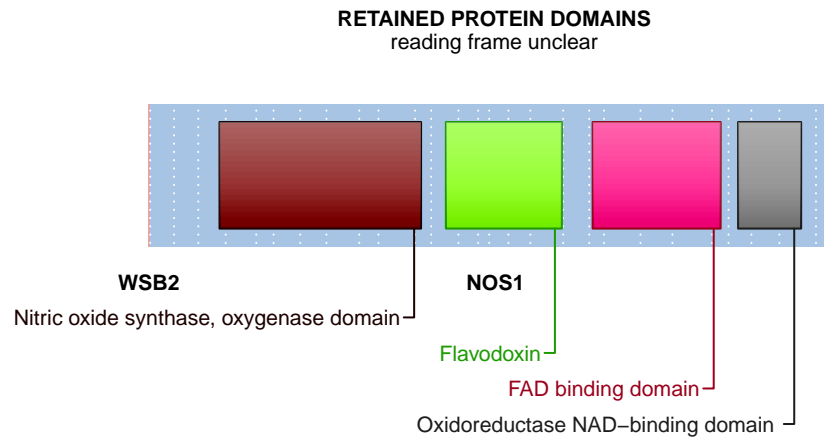 RETAINED PROTEIN DOMAINS
reading frame unclear
WSB2
NOS1
Nitric oxide synthase, oxygenase domain
Flavodoxin
FAD binding domain
Oxidoreductase NAD−binding domain